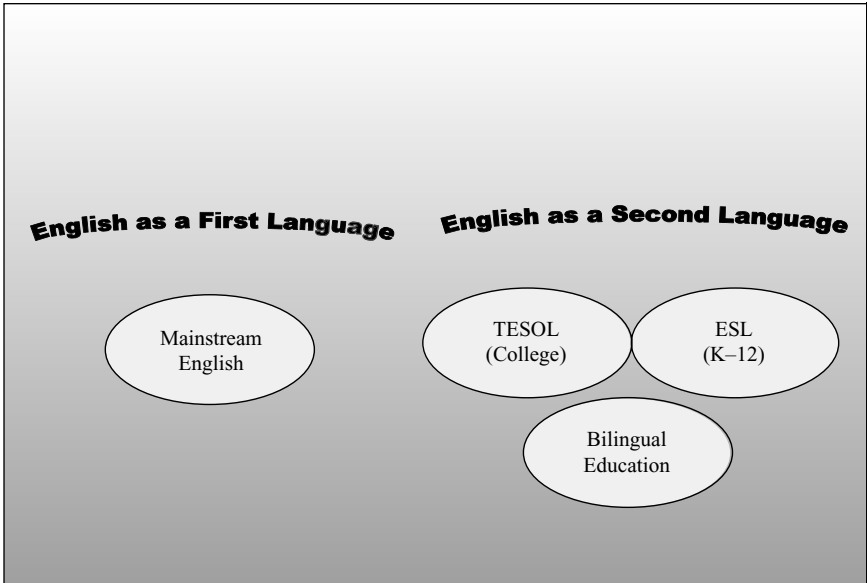 English as a First Language
English as a Second Language
Mainstream
English
TESOL
(College)
ESL
(K–12)
Bilingual
Education